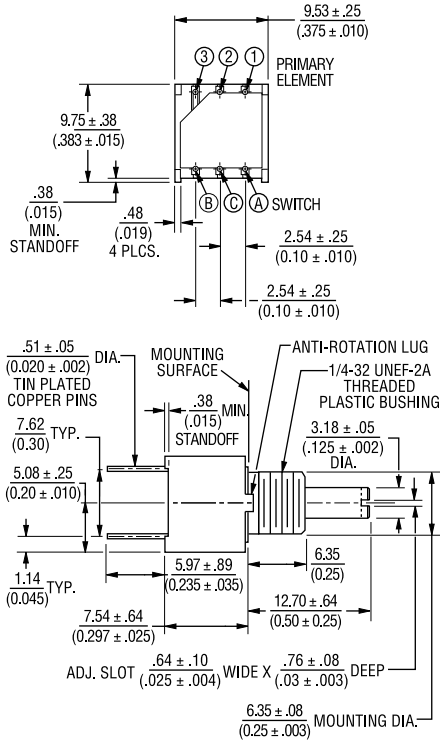 9.53 ± .25
(.375 ± .010)
3
2
1
PRIMARY
ELEMENT
9.75 ± .38
(.383 ± .015)
.38
(.015)
MIN.
STANDOFF
.48
(.019)
4 PLCS.
B
C
A
SWITCH
2.54 ± .25
(0.10 ± .010)
2.54 ± .25
(0.10 ± .010)
.51 ± .05
(0.020 ± .002)
DIA.
TIN PLATED
COPPER PINS
MOUNTING
SURFACE
ANTI-ROTATION LUG
1/4-32 UNEF-2A
THREADED
PLASTIC BUSHING
.38
(.015)
MIN.
STANDOFF
7.62
(0.30)
TYP.
3.18 ± .05
(.125 ± .002)
DIA.
5.08 ± .25
(0.20 ± .010)
1.14
(0.045)
TYP.
5.97 ± .89
(0.235 ± .035)
6.35
(0.25)
7.54 ± .64
(0.297 ± .025)
12.70 ± .64
(0.50 ± 0.25)
ADJ. SLOT .64 ± .10
(.025 ± .004)
WIDE X .76 ± .08
(.03 ± .003)
DEEP
6.35 ± .08
(0.25 ± .003)
MOUNTING DIA.